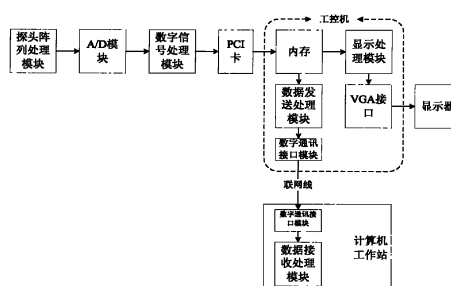 工控机
探头阵
列处理
模块
A/D模
块
数字信
号处理
模块
PCI
卡
内存
显示处
理模块
数据发
送处理
模块
VGA接
口
显示器
数字通讯
接口模块
联网线
数字通讯接
口模块
计算机
工作站
数据接
收处理
模块